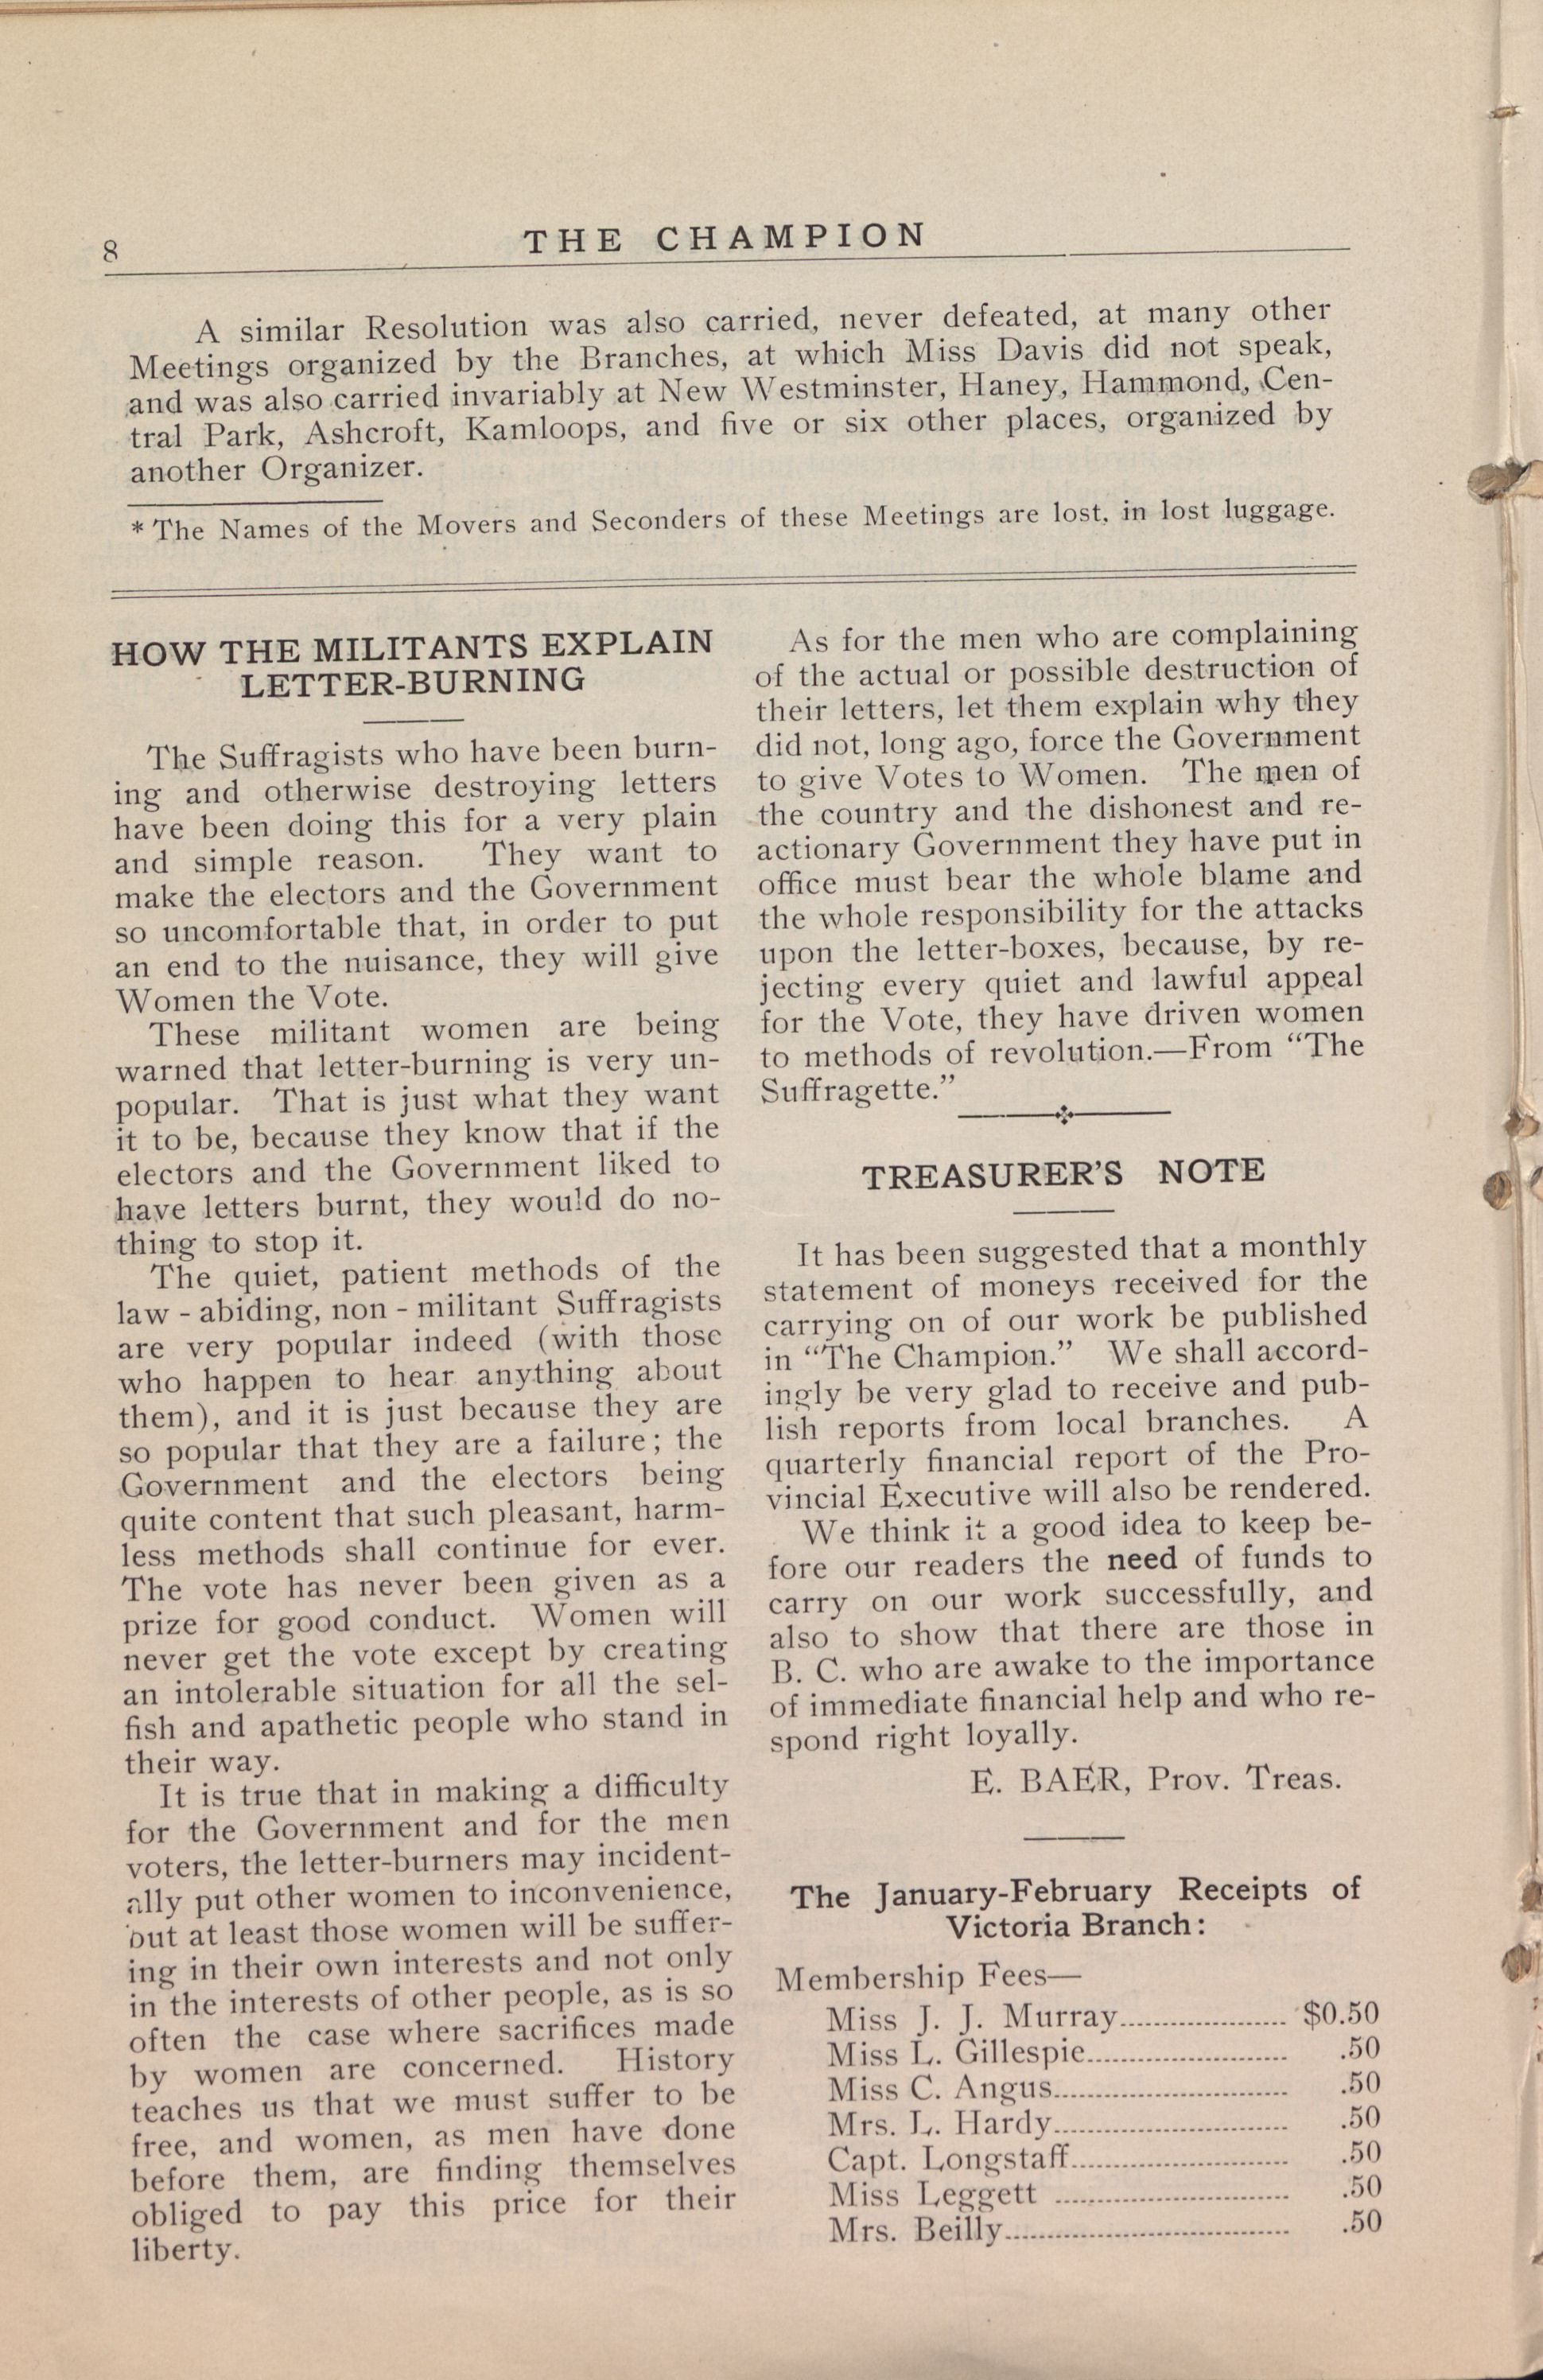 8
THE CHAMPION
A similar Resolution was also carried, never defeated, at many other
Meetings organized by the Branches, at which Miss Davis did not speak,
and was also carried invariably at New Westminster, Haney, Hammond, Cen-
tral Park, Ashcroft, Kamloops, and five or six other places, organized by
another Organizer.
* The Names of the Movers and Seconders of these Meetings are lost, in lost luggage.
HOW THE MILITANTS EXPLAIN
LETTER-BURNING
The Suffragists who have been burn-
ing and otherwise destroying letters
have been doing this for a very plain
and simple reason. They want to
make the electors and the Government
so uncomfortable that, in order to put
an end to the nuisance, they will give
Women the Vote.
These militant women are being
warned that letter-burning is very un-
popular. That is just what they want
it to be, because they know that if the
electors and the Government liked to
have letters burnt, they would do no-
thing to stop it.
The quiet, patient methods of the
law - abiding, non - militant Suffragists
are very popular indeed (with those
who happen to hear anything about
them), and it is just because they are
so popular that they are a failure; the
Government and the electors being
quite content that such pleasant, harm-
less methods shall continue for ever.
The vote has never been given as a
prize for good conduct. Women will
never get the vote except by creating
an intolerable situation for all the sel-
fish and apathetic people who stand in
their way.
It is true that in making a difficulty
for the Government and for the men
voters, the letter-burners may incident-
ally put other women to inconvenience,
but at least those women will be suffer-
ing in their own interests and not only
in the interests of other people, as is so
often the case where sacrifices made
by women are concerned. History
teaches us that we must suffer to be
free, and women, as men have done
before them, are finding themselves
obliged to pay this price for their
liberty.
As for the men who are complaining
of the actual or possible destruction of
their letters, let them explain why they
did not, long ago, force the Government
to give Votes to Women. The men of
the country and the dishonest and re-
actionary Government they have put in
office must bear the whole blame and
the whole responsibility for the attacks
upon the letter-boxes, because, by re-
jecting every quiet and lawful appeal
for the Vote, they have driven women
to methods of revolution.—From “The
Suffragette.”
TREASURER'S NOTE
It has been suggested that a monthly
statement of moneys received for the
carrying on of our work be published
in “The Champion.” We shall accord-
ingly be very glad to receive and pub-
lish reports from local branches. A
quarterly financial report of the Pro-
vincial Executive will also be rendered.
We think it a good idea to keep be-
fore our readers the need of funds to
carry on our work successfully, and
also to show that there are those in
B. C. who are awake to the importance
of immediate financial help and who re-
spond right loyally.
E. BAER, Prov. Treas.
The January-February Receipts of
Victoria Branch:
Membership Fees—
Miss J. J. Murray.................... $0.50
Miss L. Gillespie........................ .50
Miss C. Angus............................ .50
Mrs. L. Hardy............................ .50
Capt. Longstaff.......................... .50
Miss Leggett ............................ .50
Mrs. Beilly.................................. .50